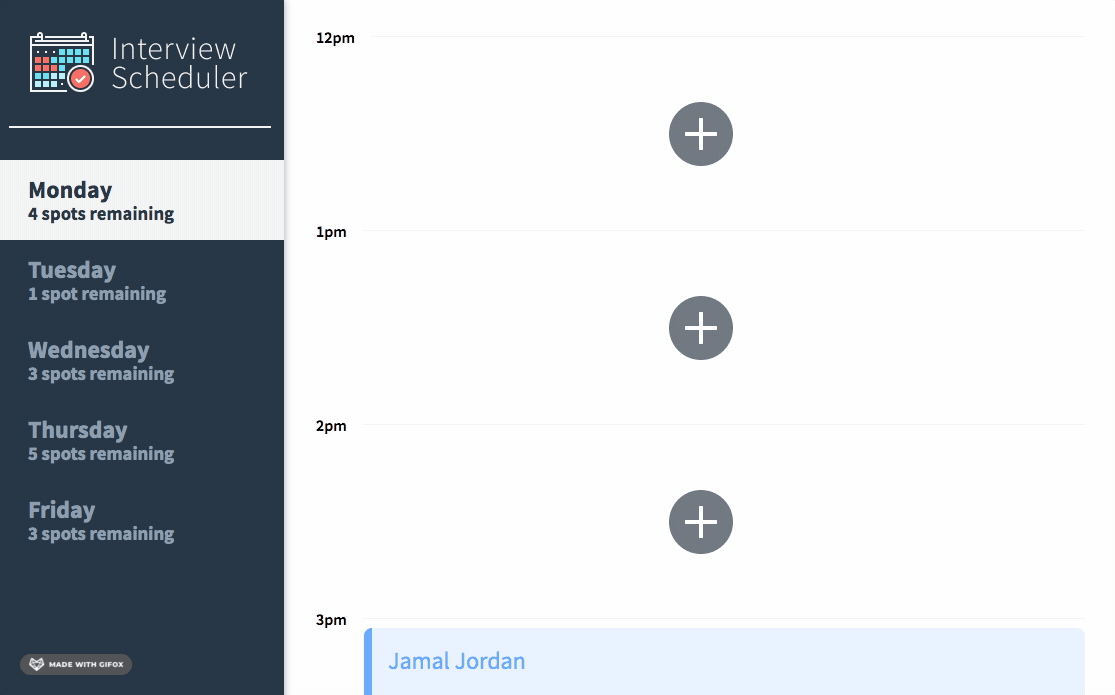 Interview
Scheduler
Monday
4 spots remaining
Tuesday
1 spot remaining
Wednesday
3 spots remaining
Thursday
5 spots remaining
Friday
3 spots remaining
MADE WITH GIFOX
12pm
1pm
2pm
3pm
Jamal Jordan